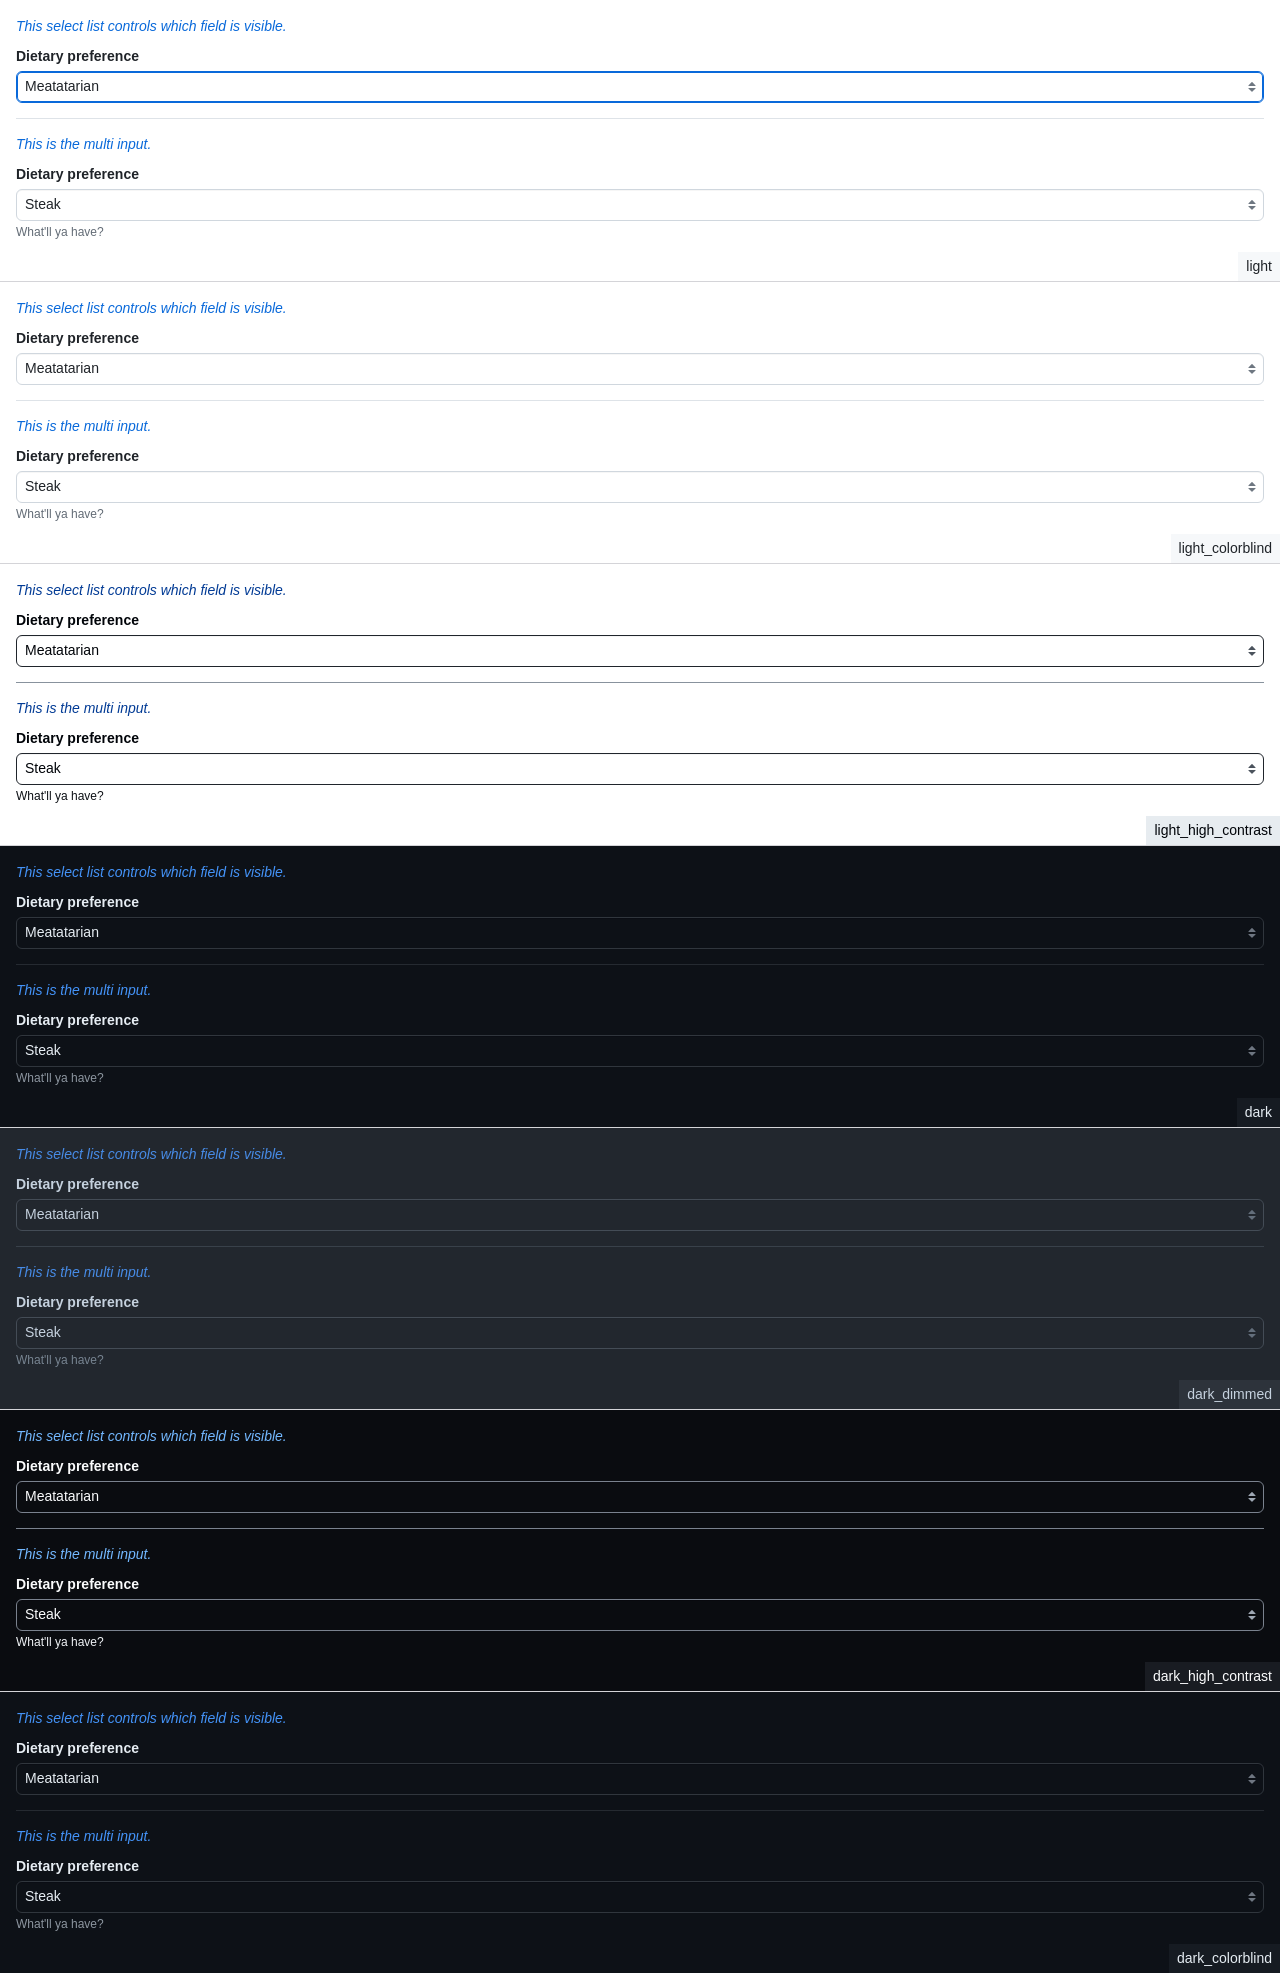 This select list controls which field is visible.
Dietary preference
Meatatarian
This is the multi input.
Dietary preference
Steak
What'll ya have?
light
This select list controls which field is visible.
Dietary preference
Meatatarian
This is the multi input.
Dietary preference
Steak
What'll ya have?
light_colorblind
This select list controls which field is visible.
Dietary preference
Meatatarian
This is the multi input.
Dietary preference
Steak
What'll ya have?
light_high_contrast
This select list controls which field is visible.
Dietary preference
Meatatarian
This is the multi input.
Dietary preference
Steak
What'll ya have?
dark
This select list controls which field is visible.
Dietary preference
Meatatarian
This is the multi input.
Dietary preference
Steak
What'll ya have?
dark_dimmed
This select list controls which field is visible.
Dietary preference
Meatatarian
This is the multi input.
Dietary preference
Steak
What'll ya have?
dark_high_contrast
This select list controls which field is visible.
Dietary preference
Meatatarian
This is the multi input.
Dietary preference
Steak
What'll ya have?
dark_colorblind